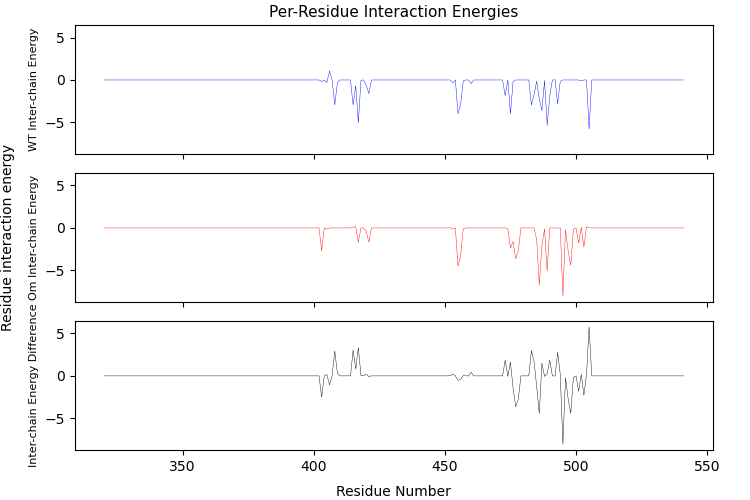 Per-Residue Interaction Energies
Residue interaction energy
WT Inter-chain Energy
5
0
−5
Om Inter-chain Energy
5
0
−5
Inter-chain Energy Difference
5
0
−5
350
400
450
500
550
Residue Number